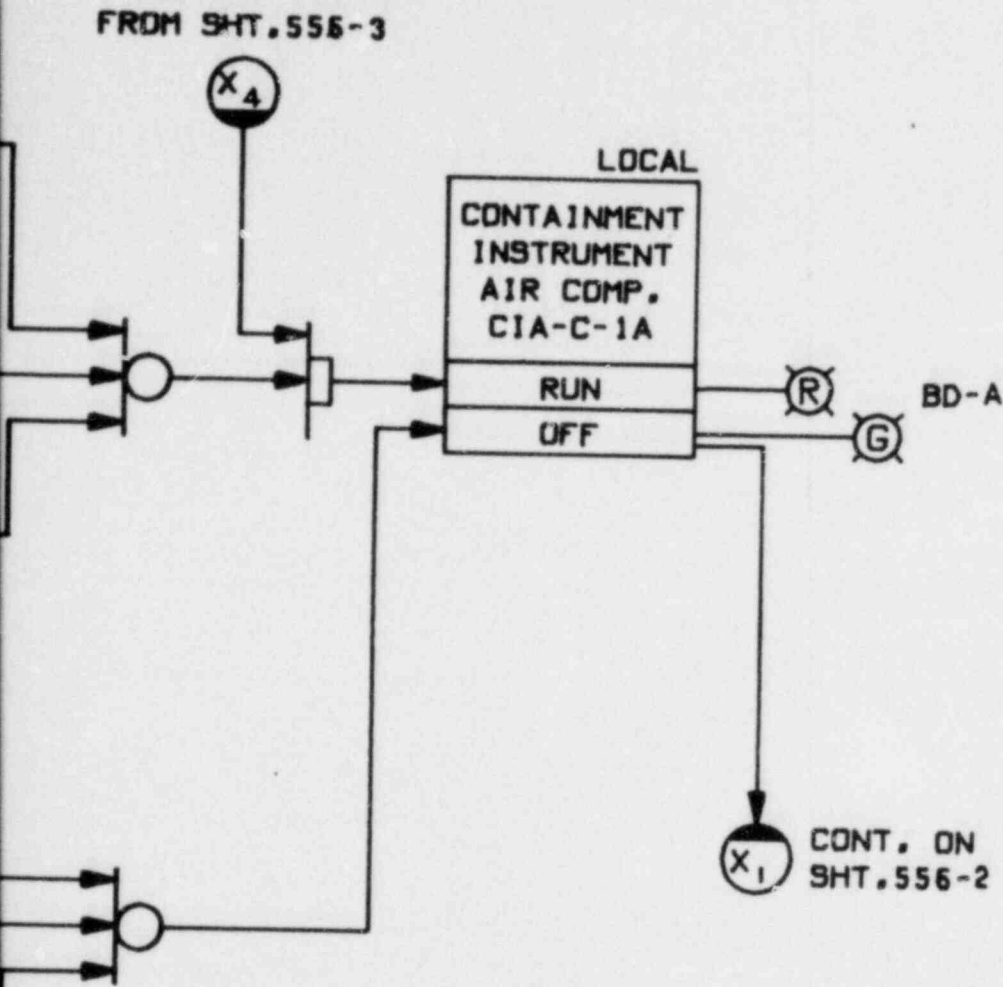 FROM SHT.556-3
X4
LOCAL
CONTAINMENT
INSTRUMENT
AIR COMP.
CIA-C-1A
RUN
R
BD-A
OFF
G
X1
CONT. ON
SHT.556-2